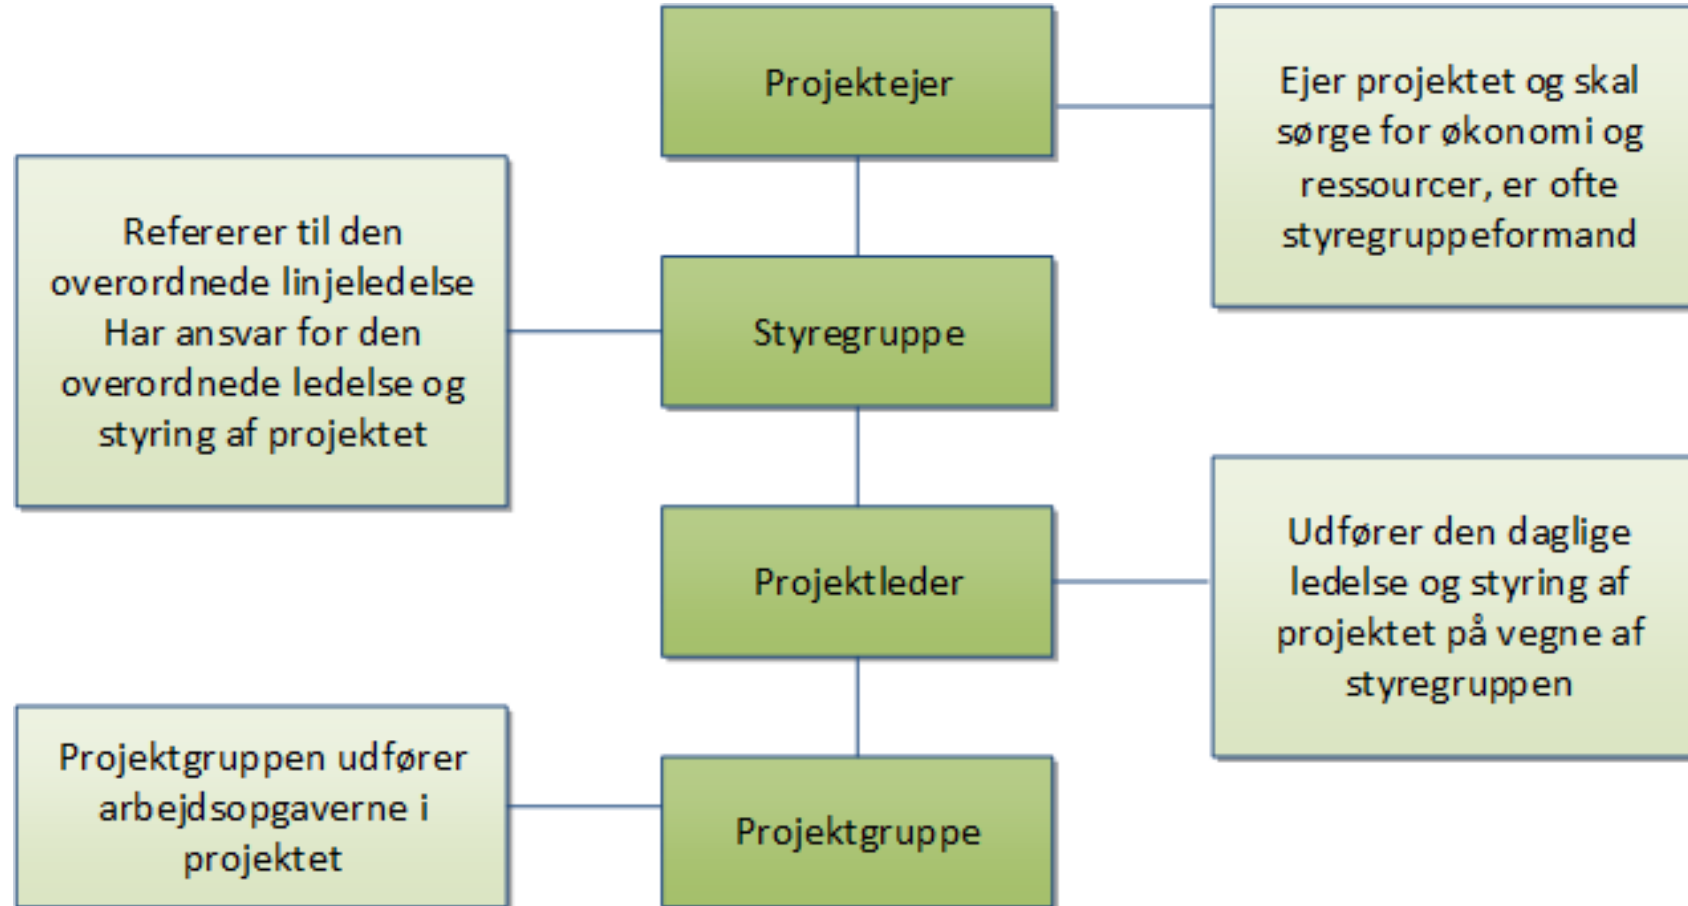 Projektejer
Ejer projektet og skal
sørge for økonomi og
ressourcer, er ofte
styregruppeformand
Refererer til den
overordnede linjeledelse
Har ansvar for den
overordnede ledelse og
styring af projektet
Styregruppe
Projektleder
Udfører den daglige
ledelse og styring af
projektet på vegne af
styregruppen
Projektgruppen udfører
arbejdsopgaverne i
projektet
Projektgruppe